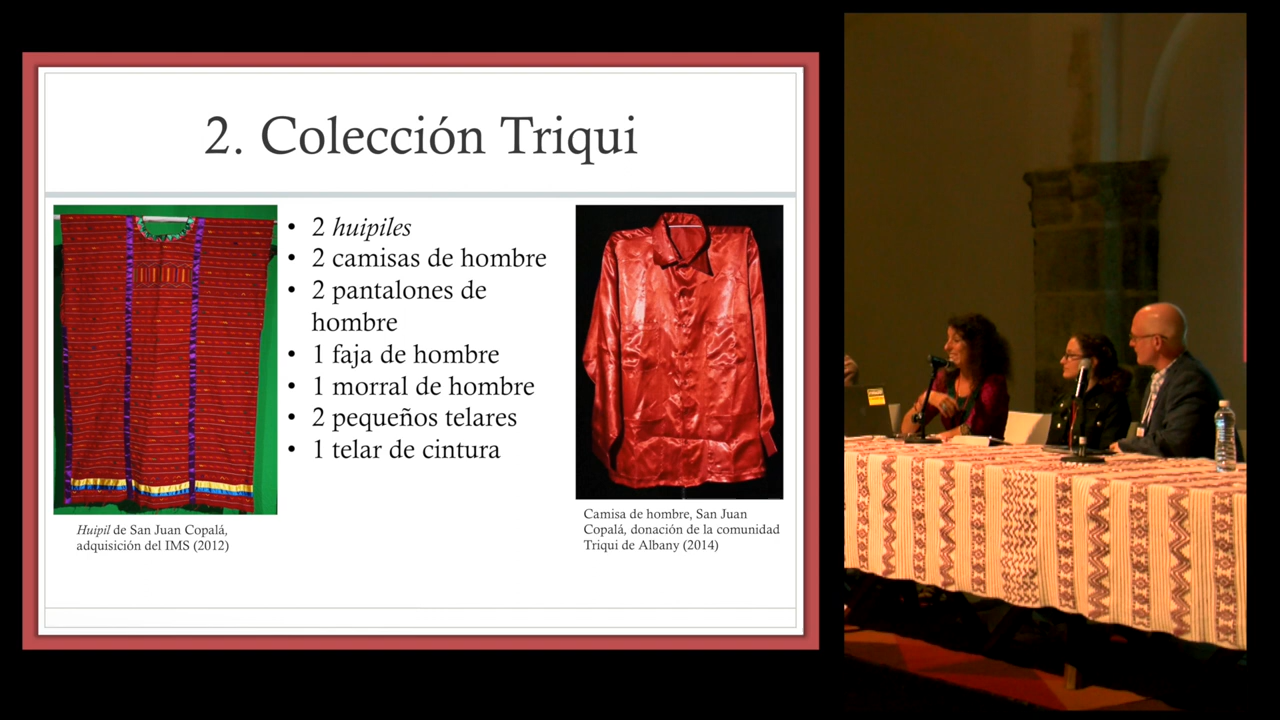 2. Colección Triqui
• 2 huipiles
• 2 camisas de hombre
• 2 pantalones de
hombre
• 1 faja de hombre
• 1 morral de hombre
• 2 pequeños telares
• 1 telar de cintura
Huipil de San Juan Copalá,
adquisición del IMS (2012)
Camisa de hombre, San Juan
Copalá, donación de la comunidad
Triqui de Albany (2014)